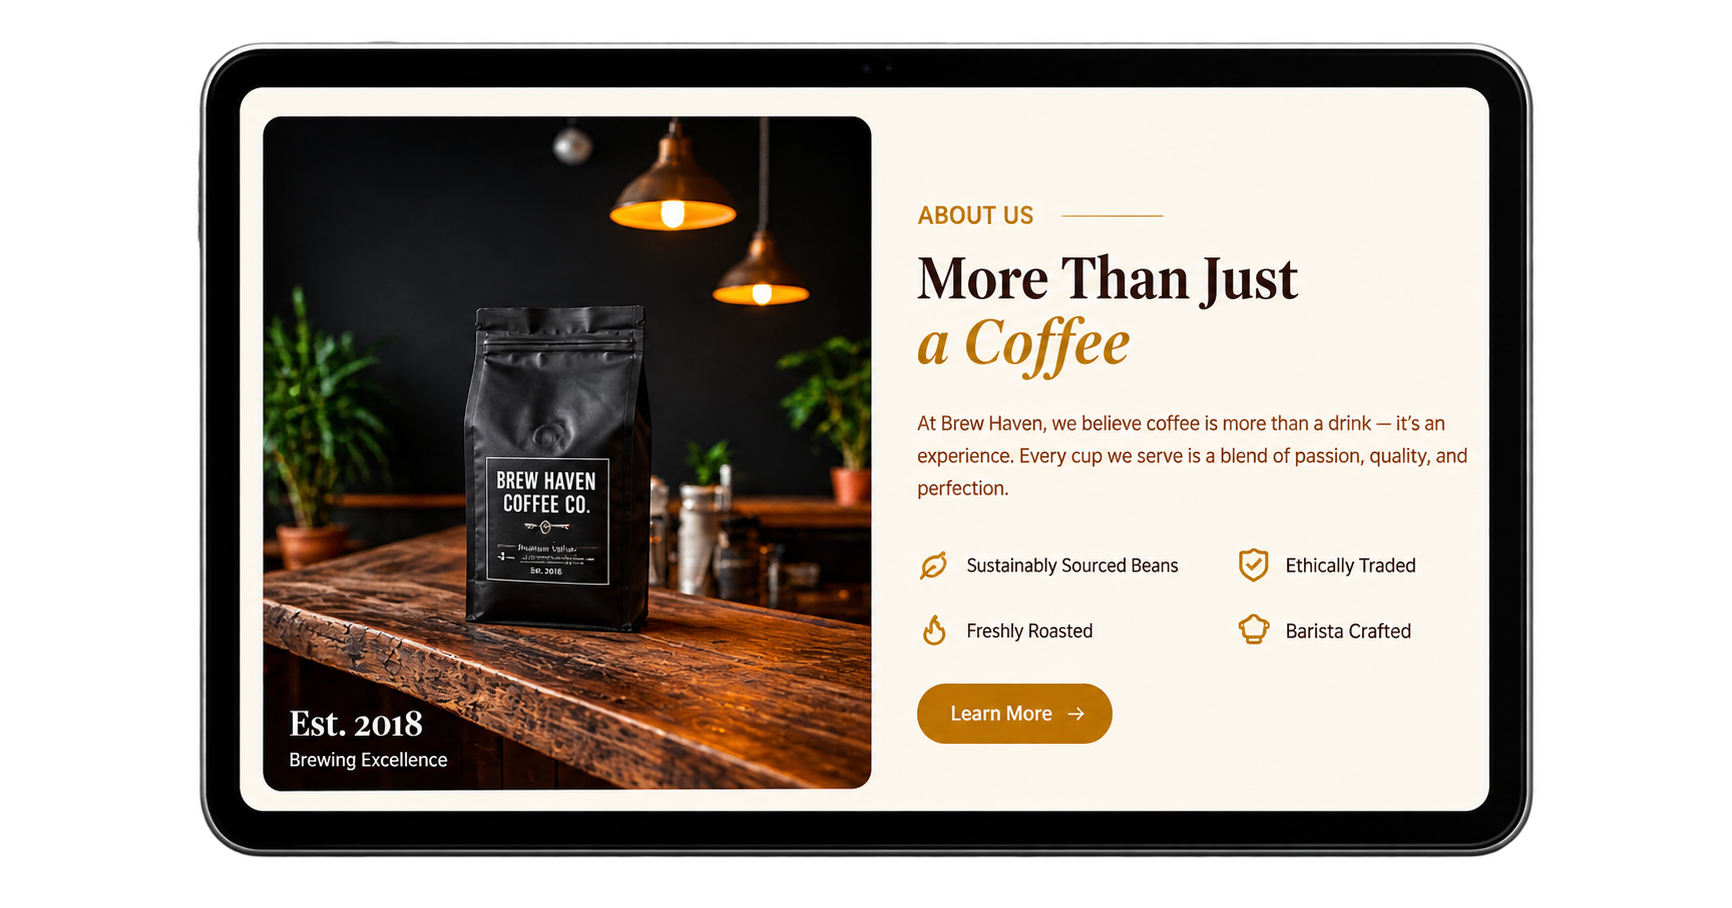 BREW HAVEN
COFFEE CO.
Est. 2018
Brewing Excellence
ABOUT US
More Than Just
a Coffee
At Brew Haven, we believe coffee is more than a drink — it's an
experience. Every cup we serve is a blend of passion, quality, and
perfection.
Sustainably Sourced Beans
Ethically Traded
Freshly Roasted
Barista Crafted
Learn More →